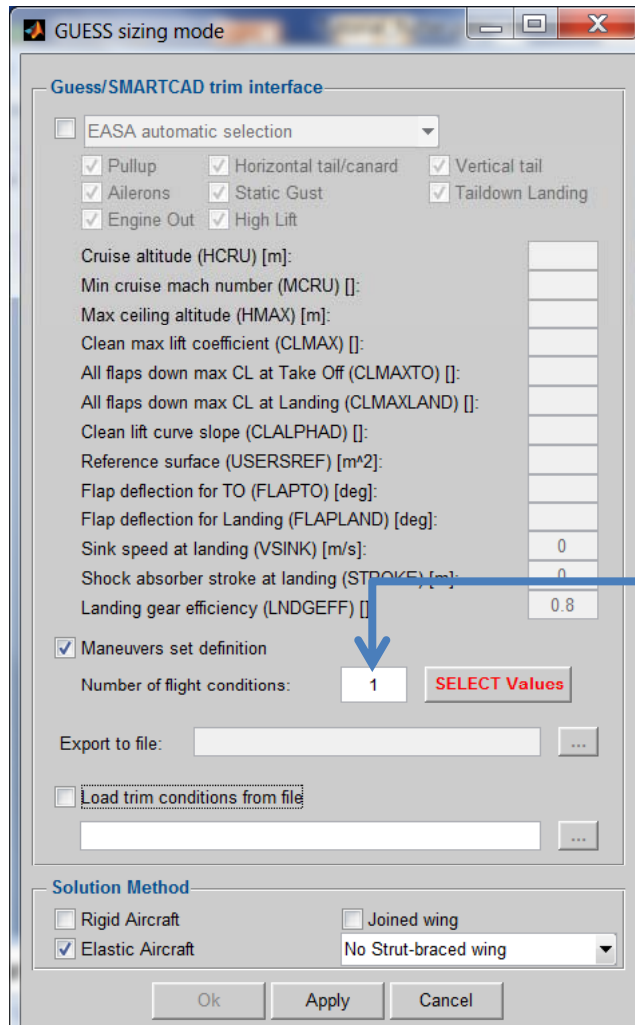 GUESS sizing mode
Guess/SMARTCAD trim interface
EASA automatic selection
Pullup Horizontal tail/canard Vertical tail
Ailerons Static Gust Taildown Landing
Engine Out High Lift
Cruise altitude (HCRU) [m]:
Min cruise mach number (MCRU) []:
Max ceiling altitude (HMAX) [m]:
Clean max lift coefficient (CLMAX) []:
All flaps down max CL at Take Off (CLMAXTO) []:
All flaps down max CL at Landing (CLMAXLAND) []:
Clean lift curve slope (CLALPHAD) []:
Reference surface (USERSREF) [m^2]:
Flap deflection for TO (FLAPTO) [deg]:
Flap deflection for Landing (FLAPLAND) [deg]:
Sink speed at landing (VSINK) [m/s]: 0
Shock absorber stroke at landing (STROKE) [m]: 0
Landing gear efficiency (LNDGEFF) [] 0.8
Maneuvers set definition
Number of flight conditions: 1 SELECT Values
Export to file: ...
Load trim conditions from file
...
Solution Method
Rigid Aircraft Joined wing
Elastic Aircraft No Strut-braced wing
Ok Apply Cancel